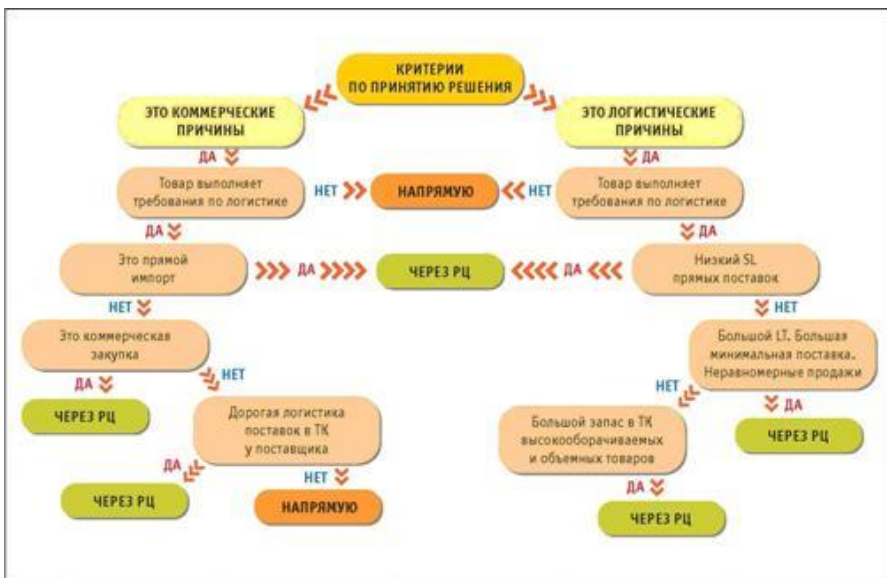 КРИТЕРИИ
ПО ПРИНЯТИЮ РЕШЕНИЯ
ЭТО КОММЕРЧЕСКИЕ
ПРИЧИНЫ
ЭТО ЛОГИСТИЧЕСКИЕ
ПРИЧИНЫ
ДА
ДА
Товар выполняет
требования по логистике
НЕТ
НАПРЯМУЮ
НЕТ
Товар выполняет
требования по логистике
ДА
ДА
Это прямой
импорт
ДА
ЧЕРЕЗ РЦ
ДА
Низкий SL
прямых поставок
НЕТ
НЕТ
Это коммерческая
закупка
Большой LT. Большая
минимальная поставка.
Неравномерные продажи
ДА
НЕТ
НЕТ
ДА
ЧЕРЕЗ РЦ
Дорогая логистика
поставок в ТК
у поставщика
Большой запас в ТК
высокооборачиваемых
и объемных товаров
ЧЕРЕЗ РЦ
ДА
НЕТ
ДА
ЧЕРЕЗ РЦ
НАПРЯМУЮ
ЧЕРЕЗ РЦ